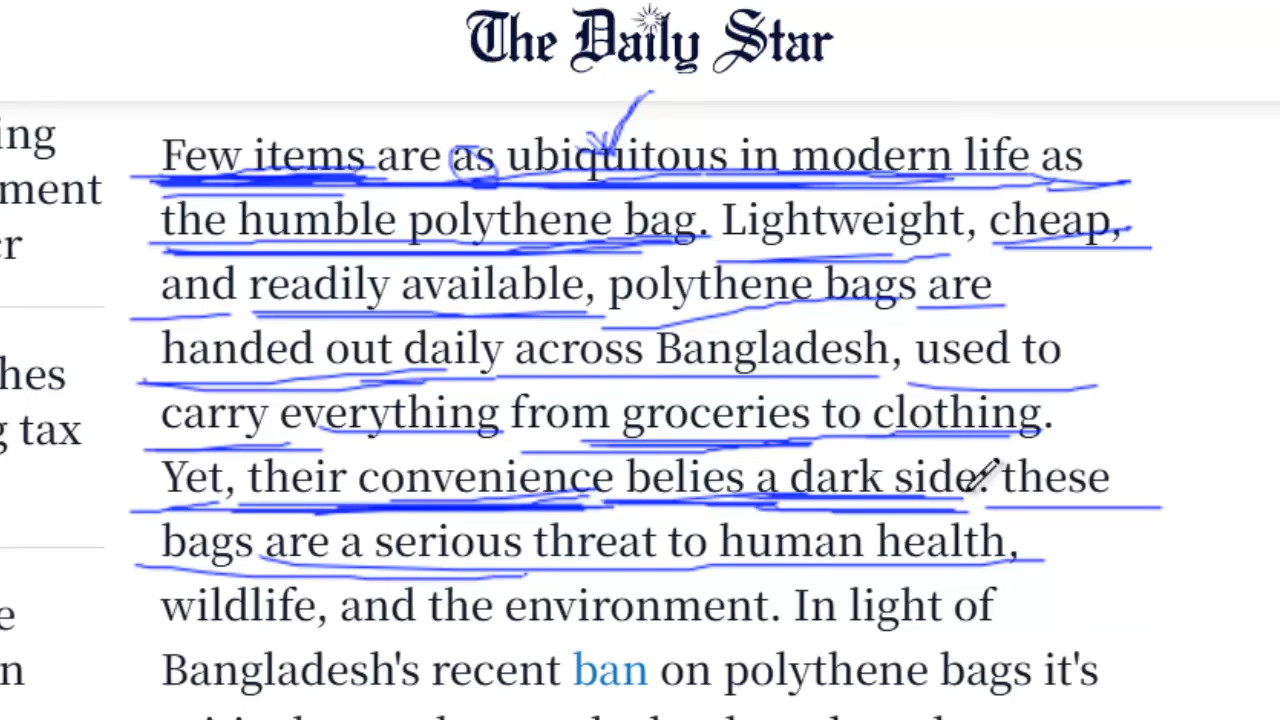 The Daily Star
ing
ment
er
hes
g tax
e
n
Few items are as ubiquitous in modern life as
the humble polythene bag. Lightweight, cheap,
and readily available, polythene bags are
handed out daily across Bangladesh, used to
carry everything from groceries to clothing.
Yet, their convenience belies a dark side: these
bags are a serious threat to human health,
wildlife, and the environment. In light of
Bangladesh's recent ban on polythene bags it's